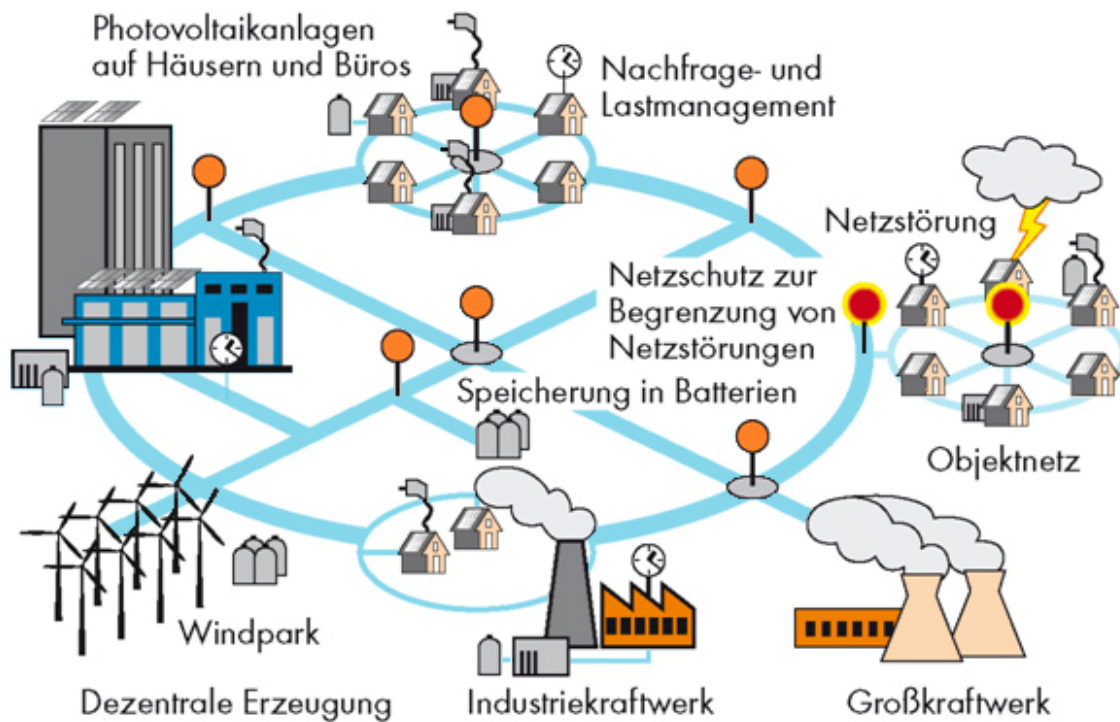 Photovoltaikanlagen
auf Häusern und Büros
Nachfrage- und
Lastmanagement
Netzstörung
Netzschutz zur
Begrenzung von
Netzstörungen
Speicherung in Batterien
Objektnetz
Windpark
Dezentrale Erzeugung
Industriekraftwerk
Großkraftwerk